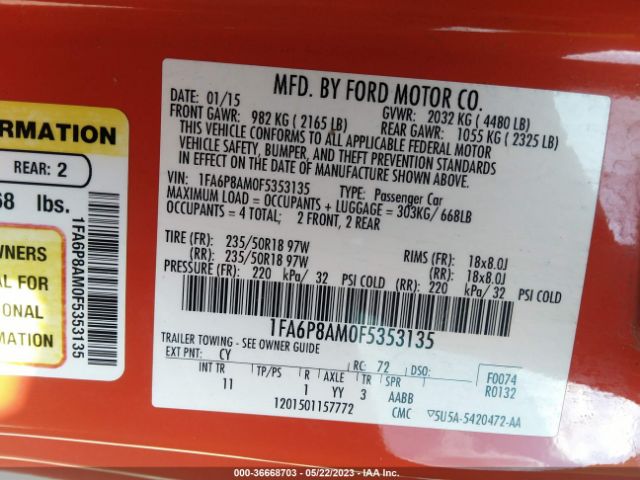 MFD. BY FORD MOTOR CO.
DATE: 01/15
GVWR: 2032 KG ( 4480 LB)
FRONT GAWR: 982 KG ( 2165 LB)
REAR GAWR: 1055 KG ( 2325 LB)
THIS VEHICLE CONFORMS TO ALL APPLICABLE FEDERAL MOTOR
VEHICLE SAFETY, BUMPER, AND THEFT PREVENTION STANDARDS
IN EFFECT ON THE DATE OF MANUFACTURE SHOWN ABOVE.
VIN: 1FA6P8AM0F5353135 TYPE: Passenger Car
MAXIMUM LOAD = OCCUPANTS + LUGGAGE = 303KG/ 668LB
OCCUPANTS = 4 TOTAL; 2 FRONT, 2 REAR
TIRE (FR): 235/50R18 97W RIMS (FR): 18x8.0J
(RR): 235/50R18 97W (RR): 18x8.0J
PRESSURE (FR): 220 kPa/ 32 PSI COLD (RR): 220 kPa/ 32 PSI COLD
1FA6P8AM0F5353135
TRAILER TOWING - SEE OWNER GUIDE
EXT PNT: CY RC: 72 DSO: F0074
R0132
INT TR TP/PS R AXLE TR SPR
11 1 YY 3 AABB
1201501157772 CMC 5U5A-5420472-AA
FORMATION
REAR: 2
68 lbs.
WNERS
AL FOR
IONAL
1FA6P8AM0F5353135
000-36668703 - 05/22/2023 - IAA Inc.